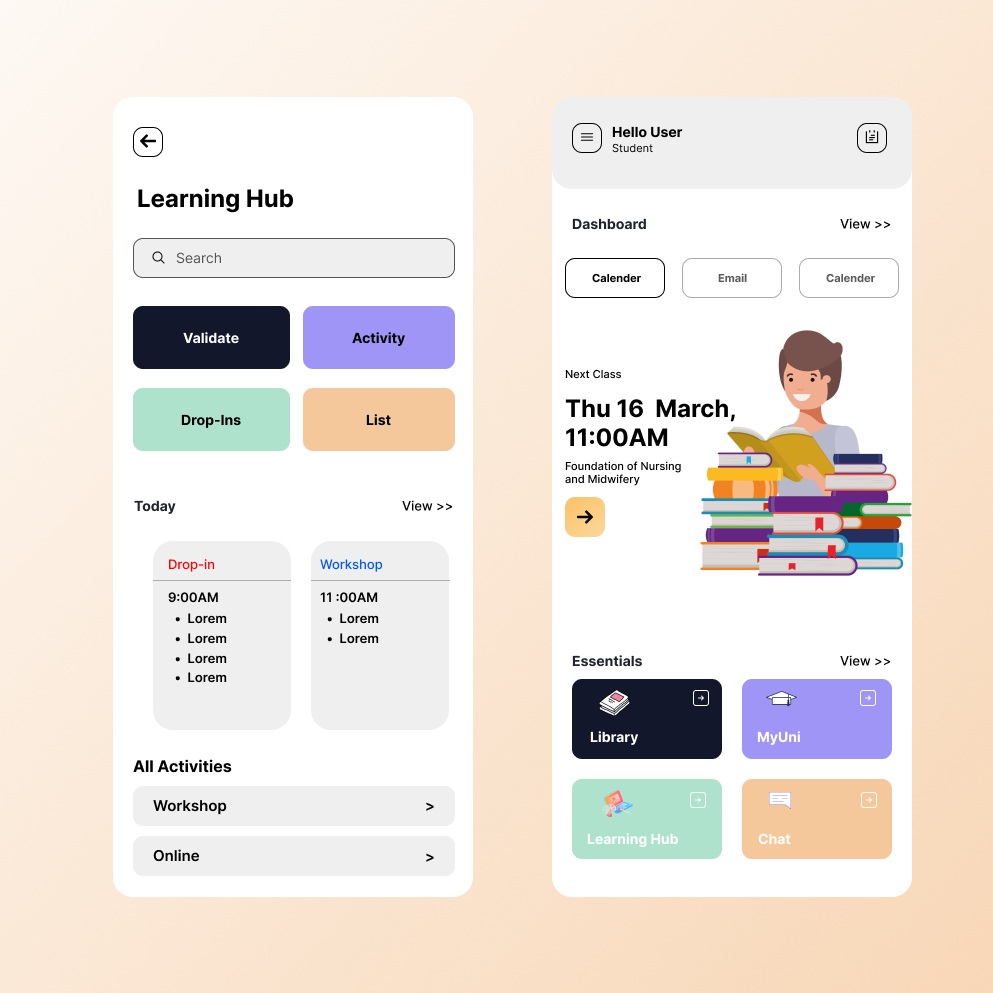 Learning Hub
Search
Validate
Activity
Drop-Ins
List
Today
View >>
Drop-in
9:00AM
• Lorem
• Lorem
• Lorem
• Lorem
Workshop
11 :00AM
• Lorem
• Lorem
All Activities
Workshop >
Online >
Hello User
Student
Dashboard
View >>
Calender
Email
Calender
Next Class
Thu 16 March,
11:00AM
Foundation of Nursing
and Midwifery
Essentials
View >>
Library
MyUni
Learning Hub
Chat